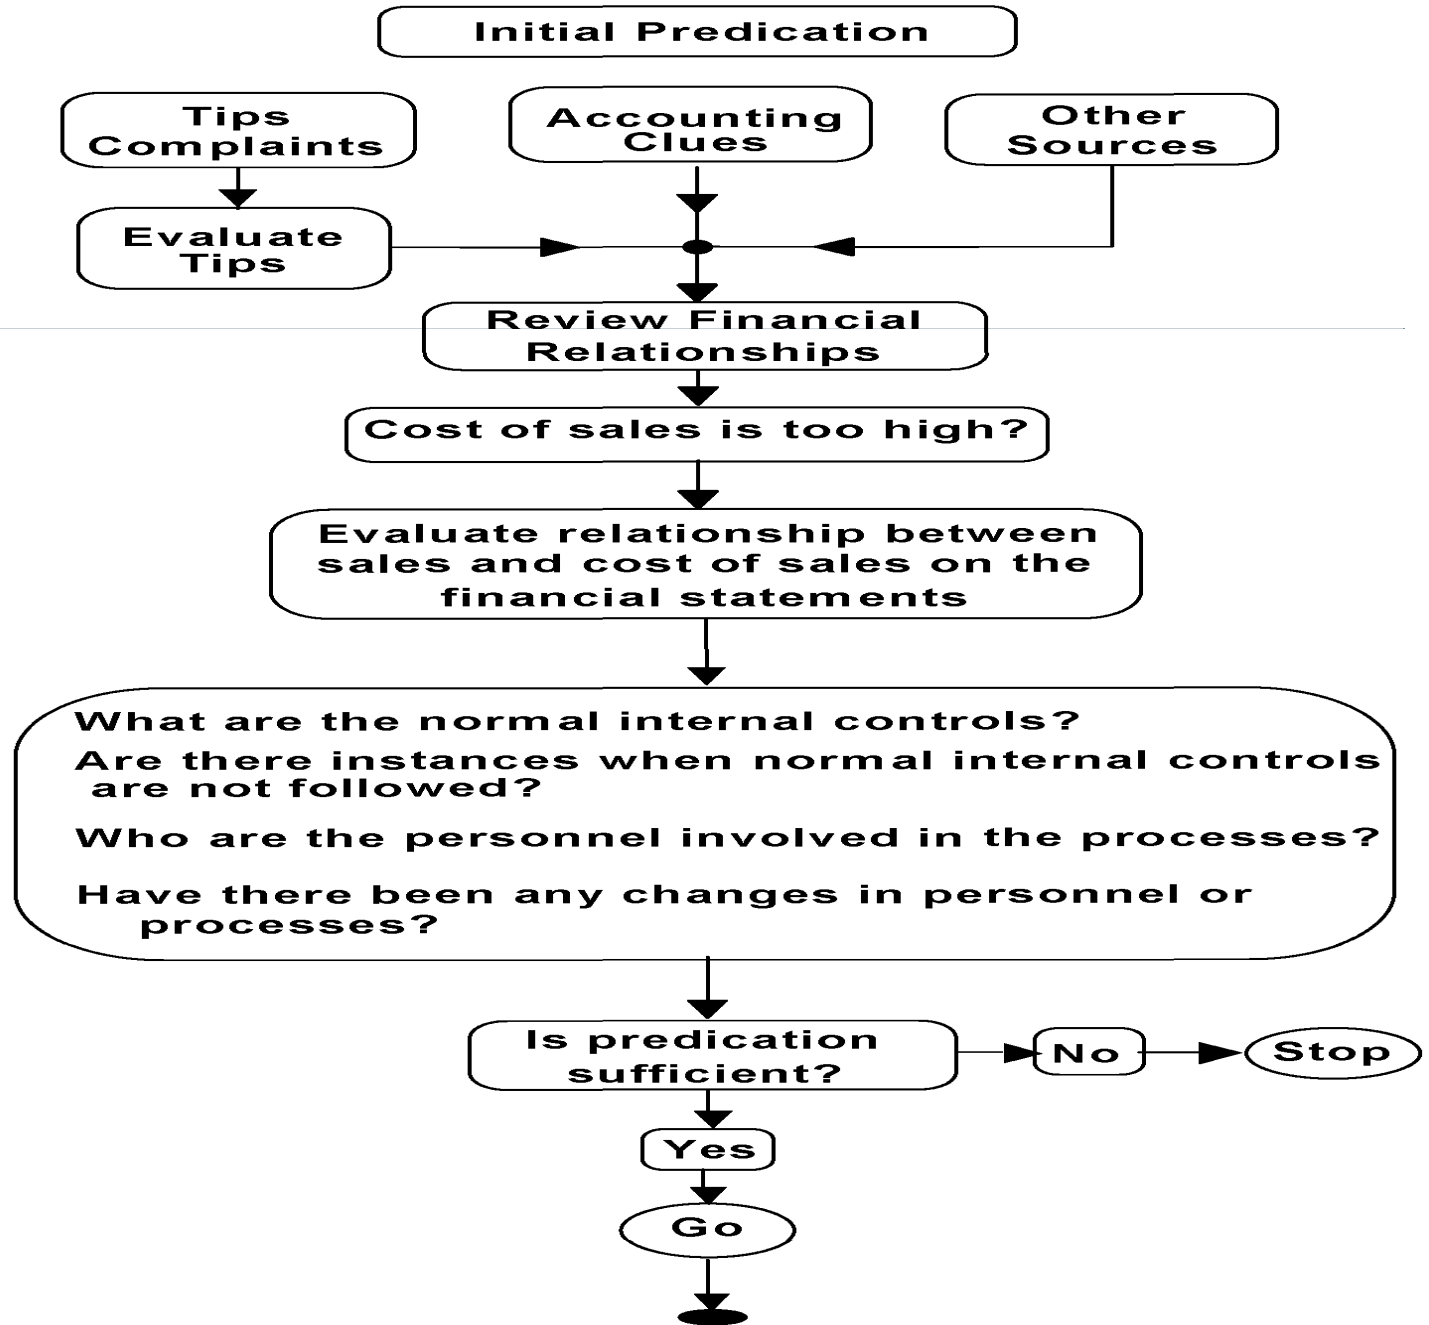 Initial Predication
Tips
Complaints
Accounting
Clues
Other
Sources
Evaluate
Tips
Review Financial
Relationships
Cost of sales is too high?
Evaluate relationship between
sales and cost of sales on the
financial statements
What are the normal internal controls?
Are there instances when normal internal controls
are not followed?
Who are the personnel involved in the processes?
Have there been any changes in personnel or
processes?
Is predication
sufficient?
No
Stop
Yes
Go